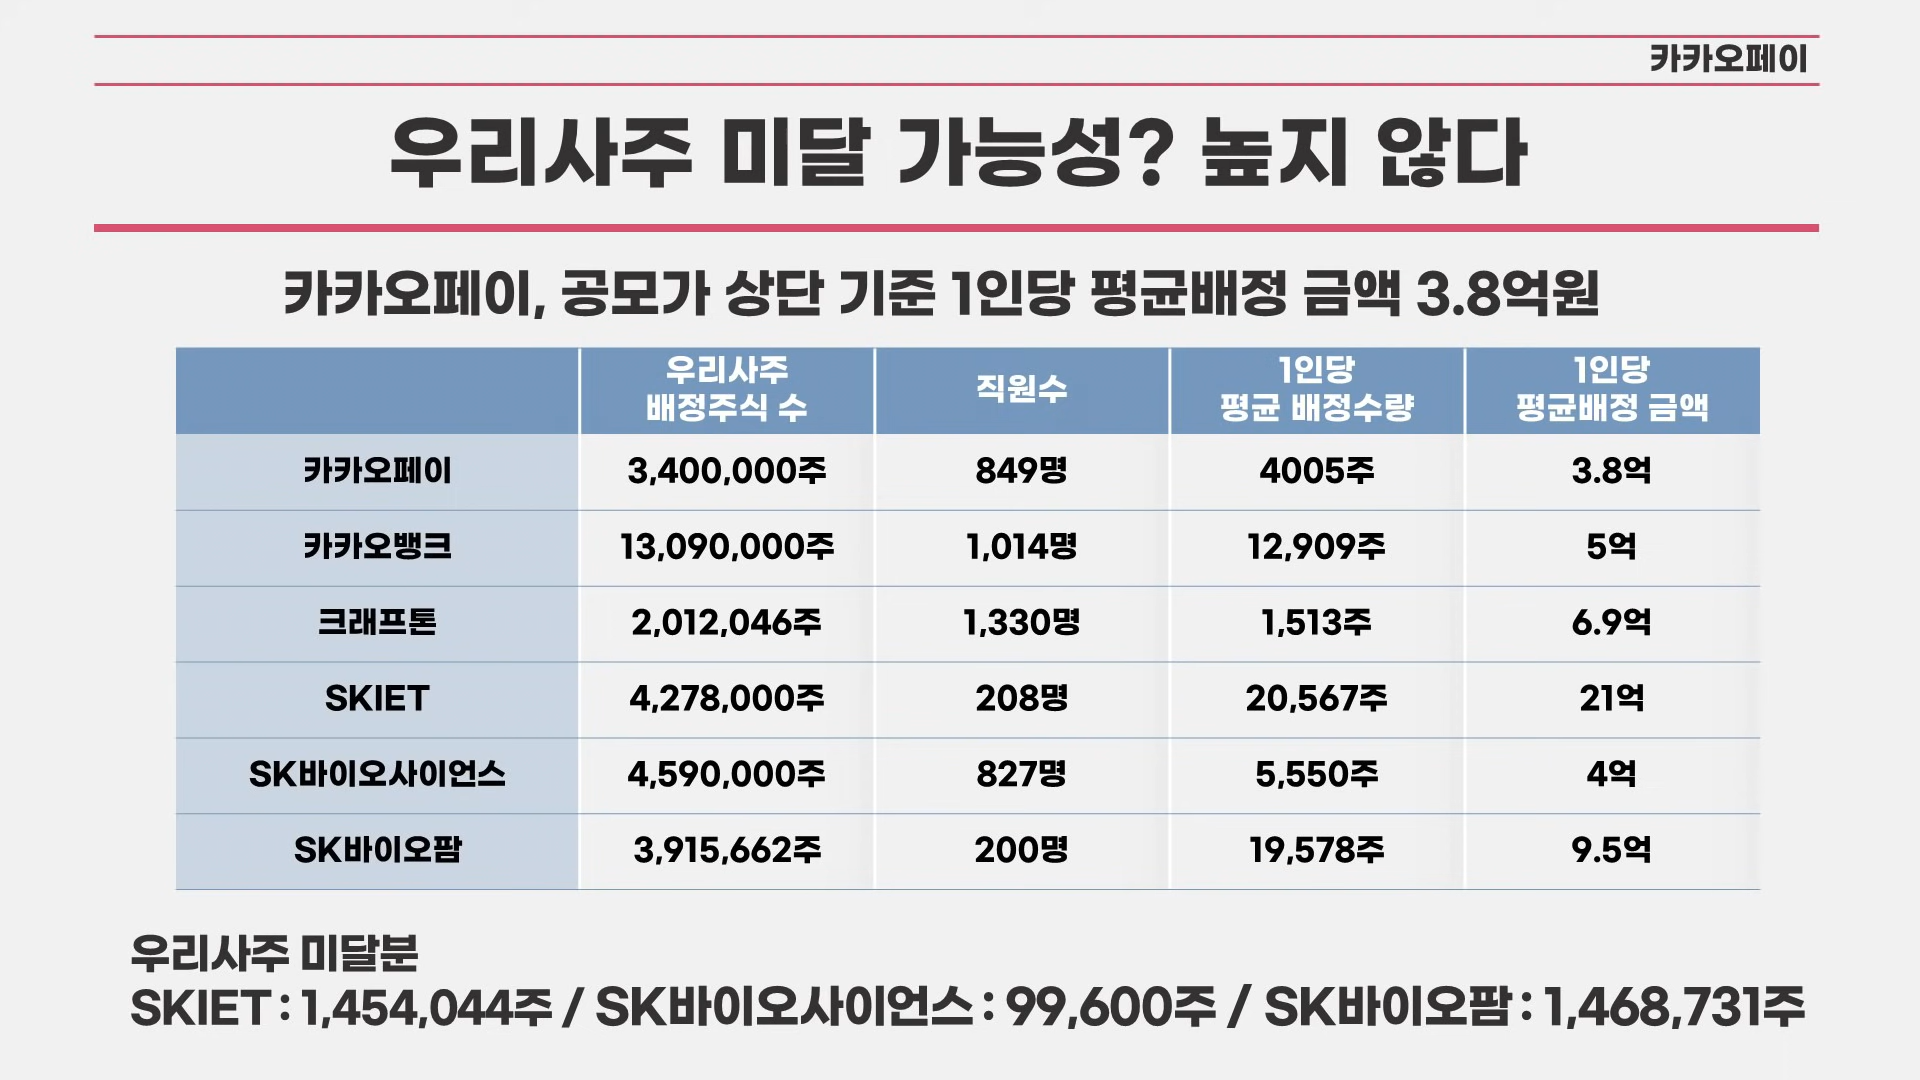 카카오페이
우리사주 미달 가능성? 높지 않다
카카오페이, 공모가 상단 기준 1인당 평균배정 금액 3.8억원
우리사주 배정주식 수 직원수 1인당 평균 배정수량 1인당 평균배정 금액
카카오페이 3,400,000주 849명 4005주 3.8억
카카오뱅크 13,090,000주 1,014명 12,909주 5억
크래프톤 2,012,046주 1,330명 1,513주 6.9억
SKIET 4,278,000주 208명 20,567주 21억
SK바이오사이언스 4,590,000주 827명 5,550주 4억
SK바이오팜 3,915,662주 200명 19,578주 9.5억
우리사주 미달분
SKIET : 1,454,044주 / SK바이오사이언스 : 99,600주 / SK바이오팜 : 1,468,731주